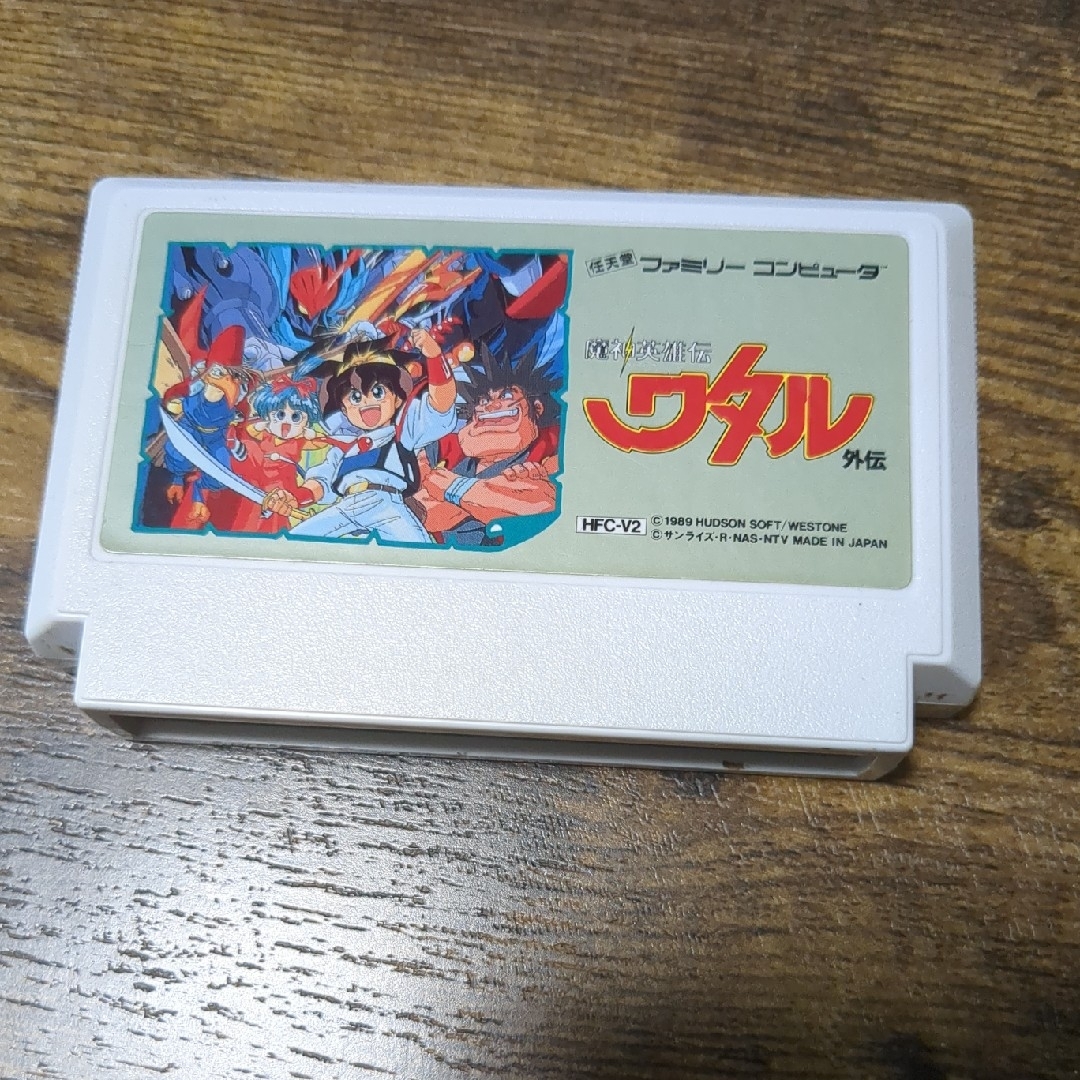 任天堂 ファミリー コンピュータ™
魔神英雄伝
ワタル
外伝
HFC-V2 ©1989 HUDSON SOFT/WESTONE
©サンライズ・R・NAS・NTV MADE IN JAPAN